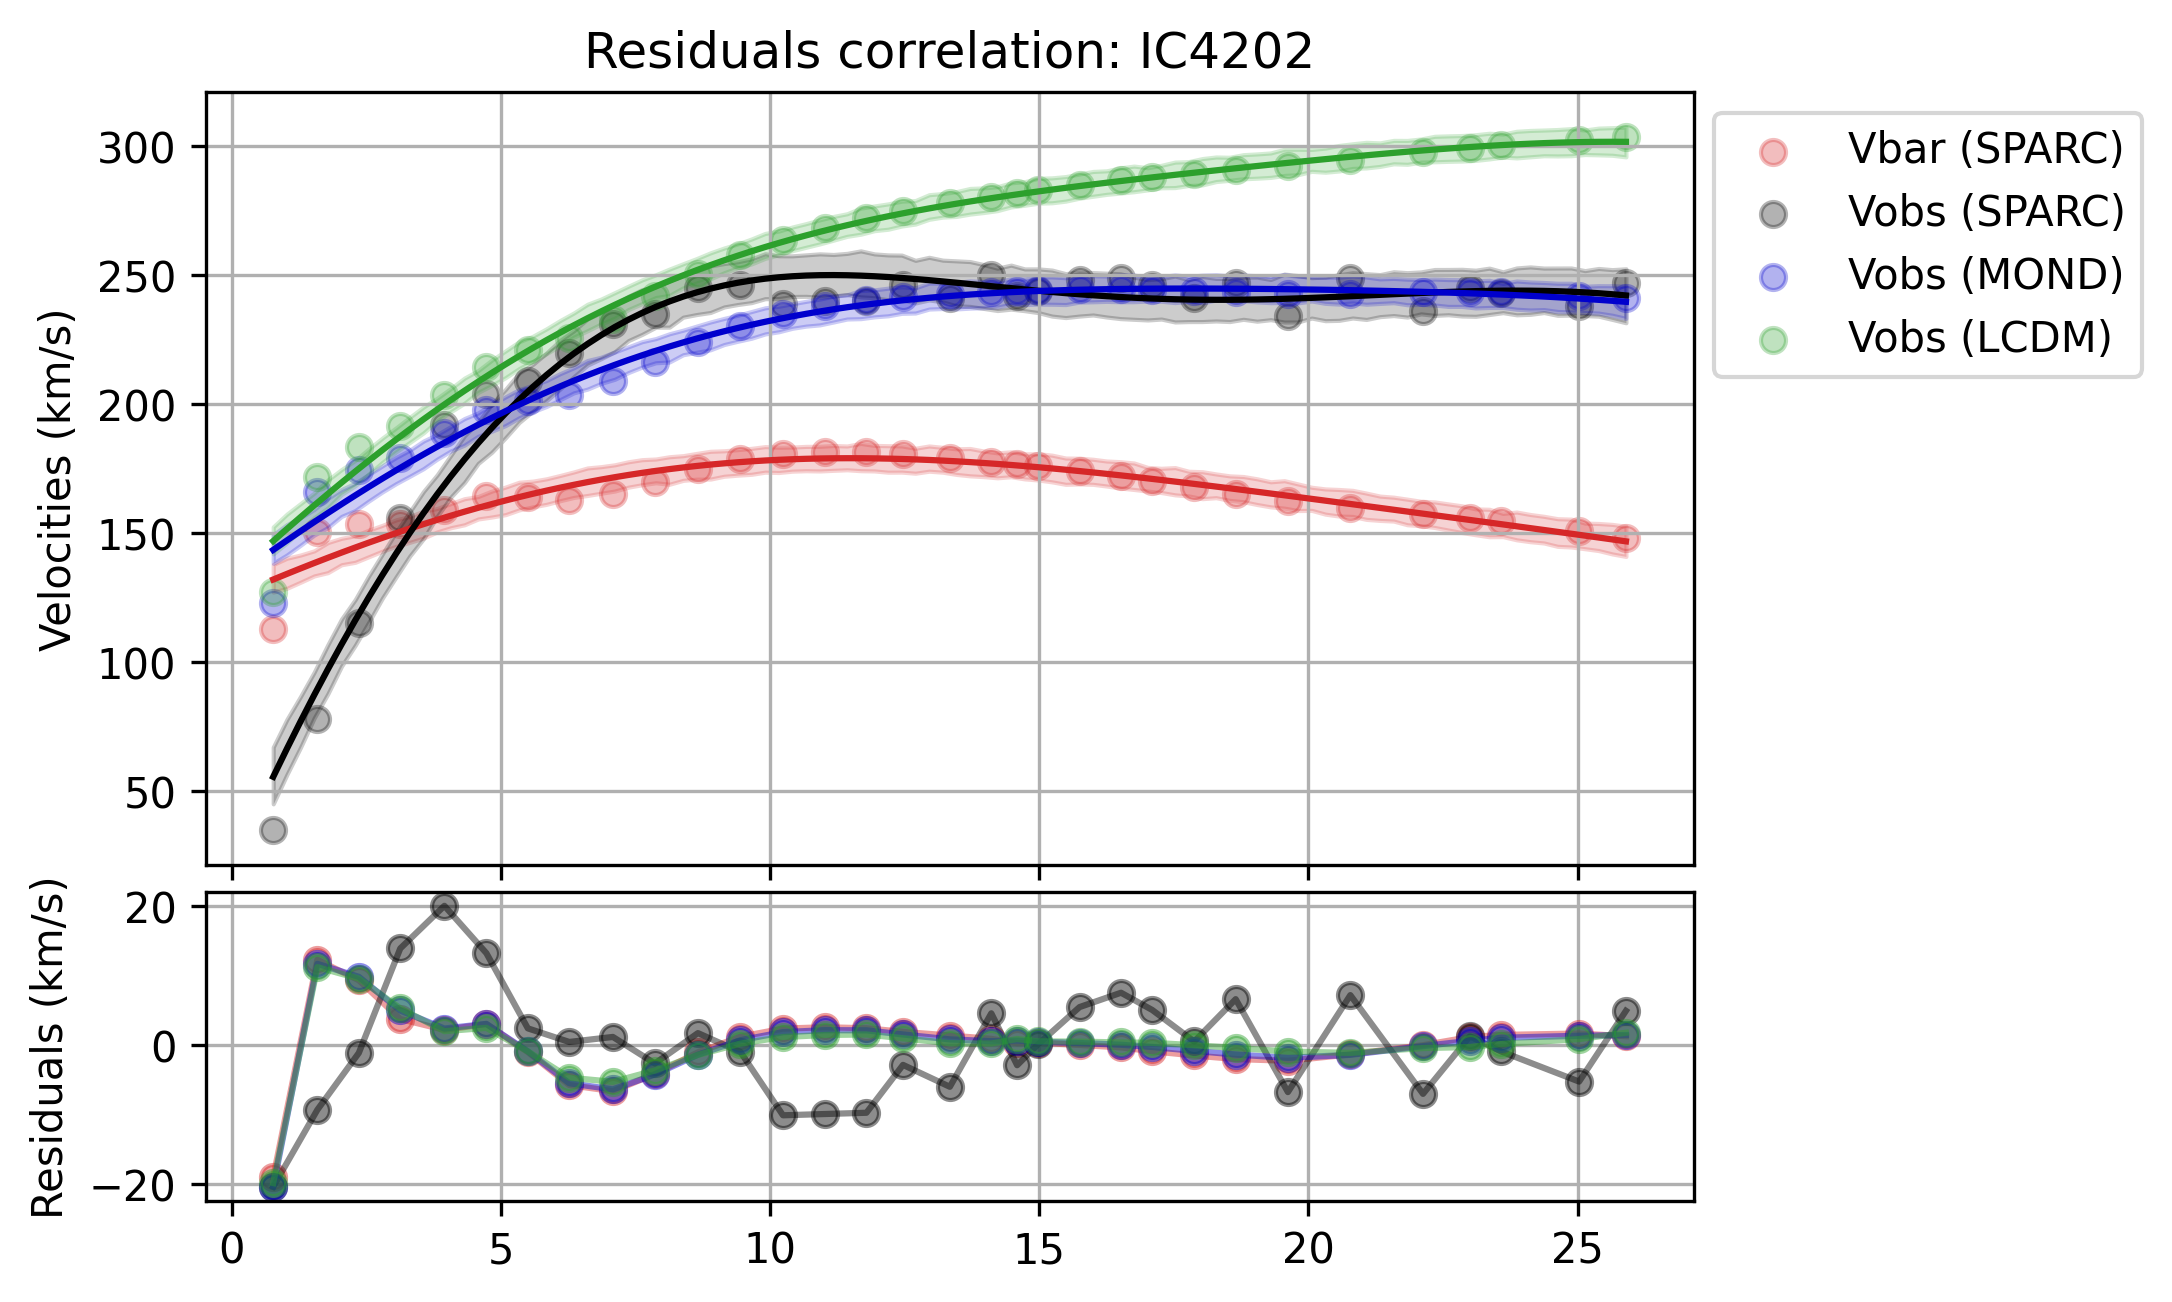 Residuals correlation: IC4202
Velocities (km/s)
300
250
200
150
100
50
Vbar (SPARC)
Vobs (SPARC)
Vobs (MOND)
Vobs (LCDM)
Residuals (km/s)
20
0
−20
0 5 10 15 20 25